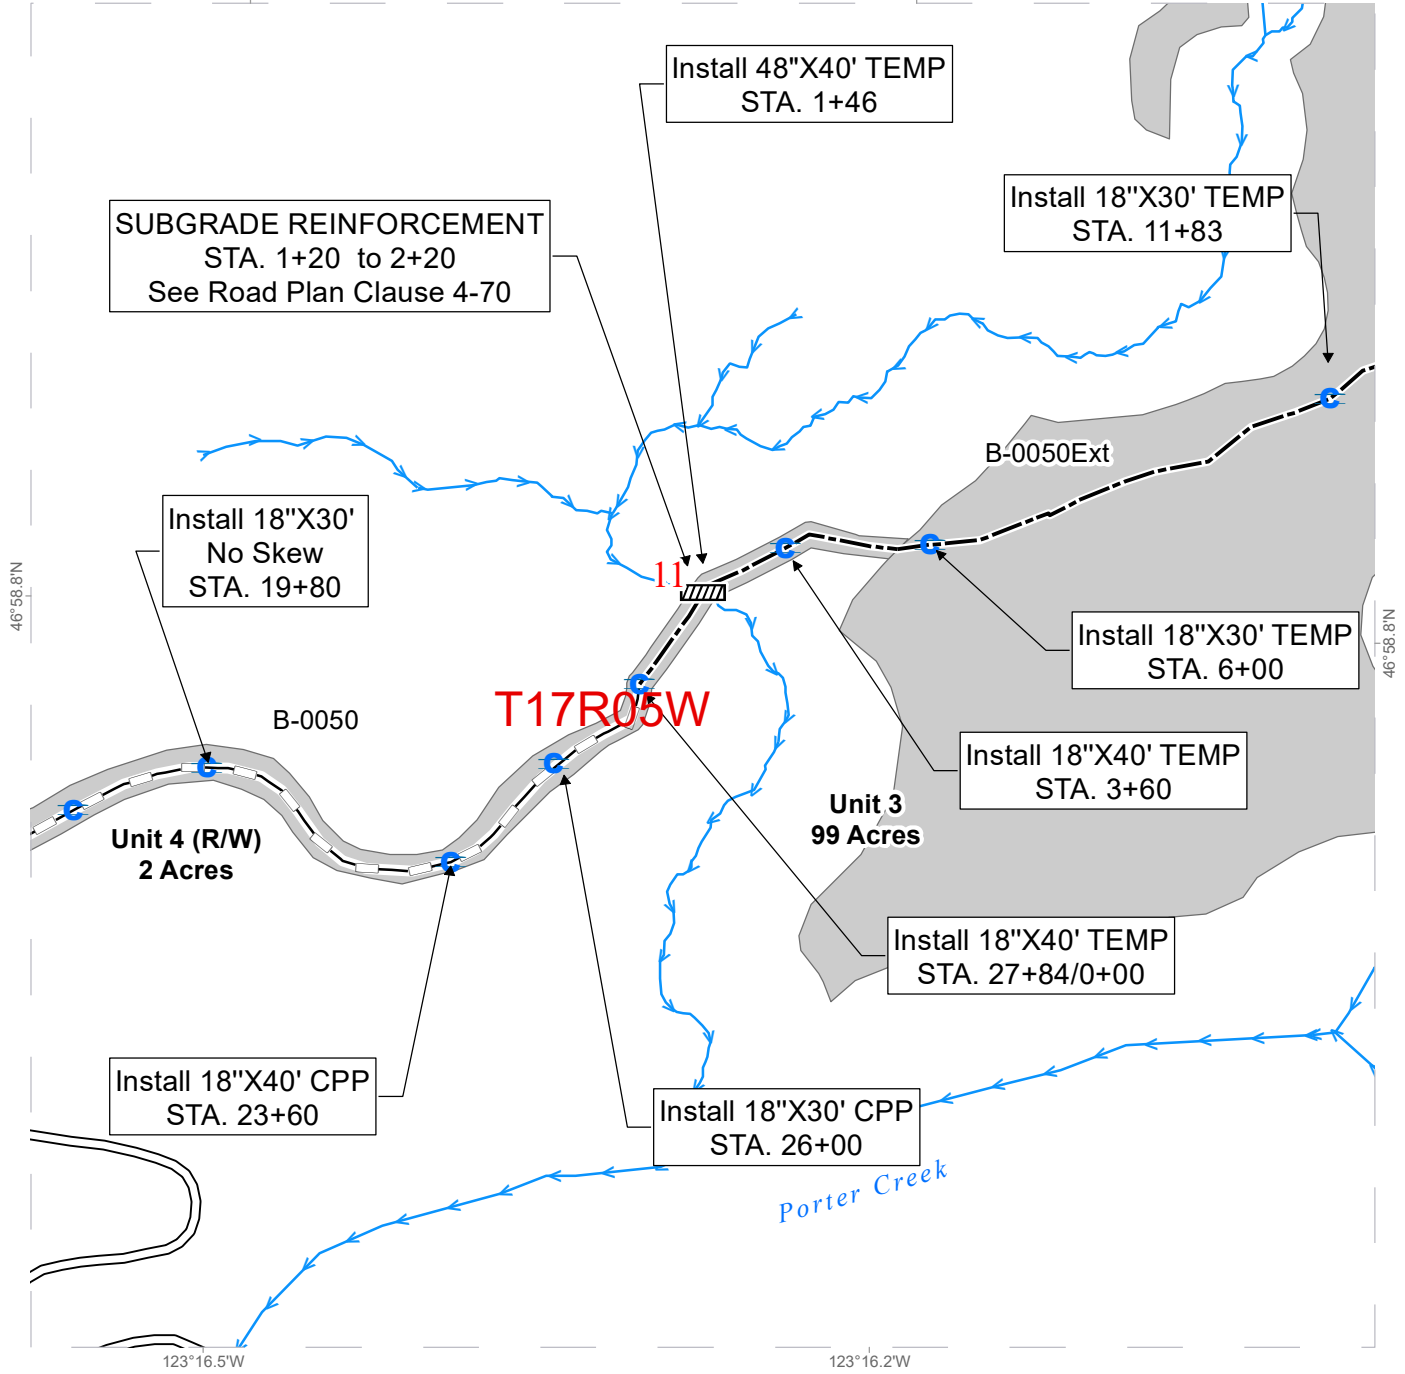 Install 48"X40' TEMP
STA. 1+46
Install 18"X30' TEMP
STA. 11+83
SUBGRADE REINFORCEMENT
STA. 1+20  to 2+20
See Road Plan Clause 4-70
B-0050Ext
Install 18"X30'
No Skew
STA. 19+80
11
46°58.8'N
46°58.8'N
Install 18"X30' TEMP
STA. 6+00
T17R05W
B-0050
Install 18"X40' TEMP
STA. 3+60
Unit 3
99 Acres
Unit 4 (R/W)
2 Acres
Install 18"X40' TEMP
STA. 27+84/0+00
Install 18"X40' CPP
STA. 23+60
Install 18"X30' CPP
STA. 26+00
Porter Creek
123°16.5'W
123°16.2'W
C
C
C
C
C
C
C
C